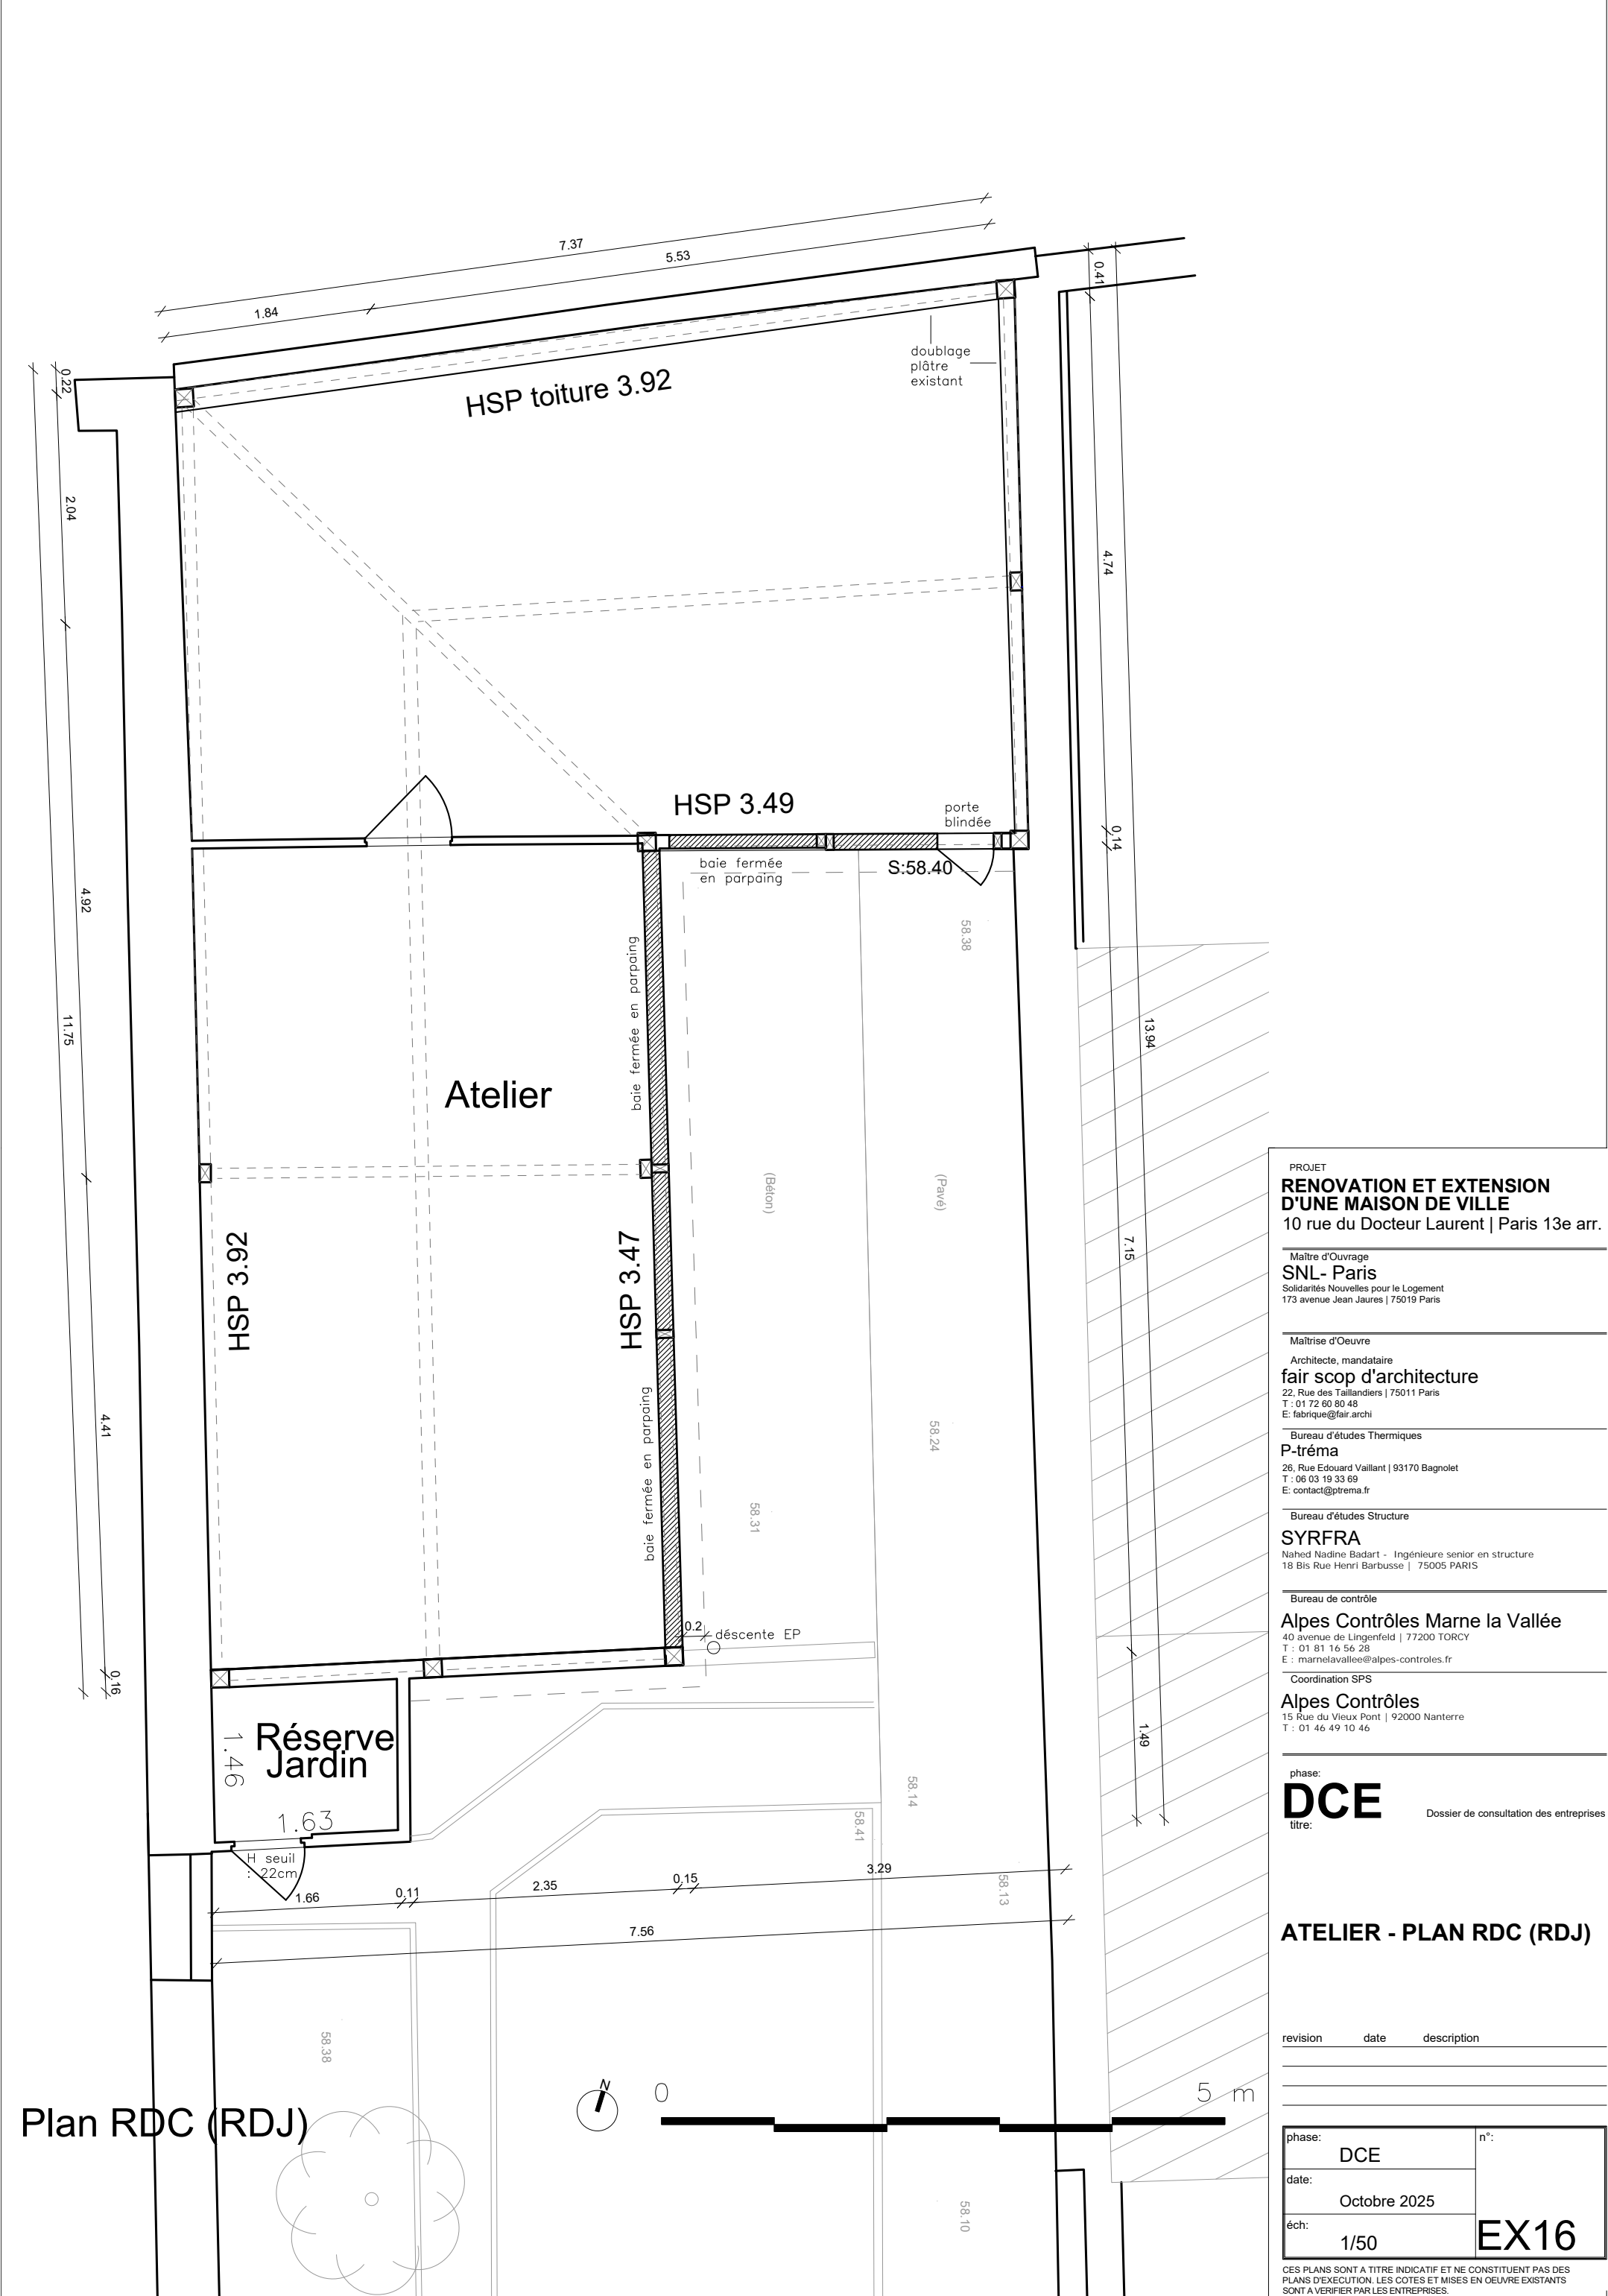 7.37
5.53
1.84
0.41
0.22
doublage
plâtre
existant
HSP toiture 3.92
2.04
4.74
HSP 3.49
porte
blindée
0.14
baie fermée
en parpaing
S:58.40
4.92
58.38
baie fermée en parpaing
11.75
13.94
Atelier
(Béton)
(Pavé)
7.15
HSP 3.92
HSP 3.47
4.41
baie fermée en parpaing
58.24
58.31
0.2
déscente EP
0.16
1.49
Réserve
Jardin
1.46
1.63
58.14
58.41
H seuil
: 22cm
3.29
58.13
1.66
0.11
2.35
0.15
7.56
58.38
N
0
5 m
Plan RDC (RDJ)
58.10
PROJET
RENOVATION ET EXTENSION
D'UNE MAISON DE VILLE
10 rue du Docteur Laurent | Paris 13e arr.
Maître d'Ouvrage
SNL- Paris
Solidarités Nouvelles pour le Logement
173 avenue Jean Jaures | 75019 Paris
Maîtrise d'Oeuvre
Architecte, mandataire
fair scop d'architecture
22, Rue des Taillandiers | 75011 Paris
T : 01 72 60 80 48
E: fabrique@fair.archi
Bureau d'études Thermiques
P-tréma
26, Rue Edouard Vaillant | 93170 Bagnolet
T : 06 03 19 33 69
E: contact@ptrema.fr
Bureau d'études Structure
SYRFRA
Nahed Nadine Badart - Ingénieure senior en structure
18 Bis Rue Henri Barbusse | 75005 PARIS
Bureau de contrôle
Alpes Contrôles Marne la Vallée
40 avenue de Lingenfeld | 77200 TORCY
T : 01 81 16 56 28
E : marnelavallee@alpes-controles.fr
Coordination SPS
Alpes Contrôles
15 Rue du Vieux Pont | 92000 Nanterre
T : 01 46 49 10 46
phase:
DCE
Dossier de consultation des entreprises
titre:
ATELIER - PLAN RDC (RDJ)
revision date description
phase:
DCE
n°:
date:
Octobre 2025
éch:
1/50
EX16
CES PLANS SONT A TITRE INDICATIF ET NE CONSTITUENT PAS DES
PLANS D'EXECUTION. LES COTES ET MISES EN OEUVRE EXISTANTS
SONT A VERIFIER PAR LES ENTREPRISES.